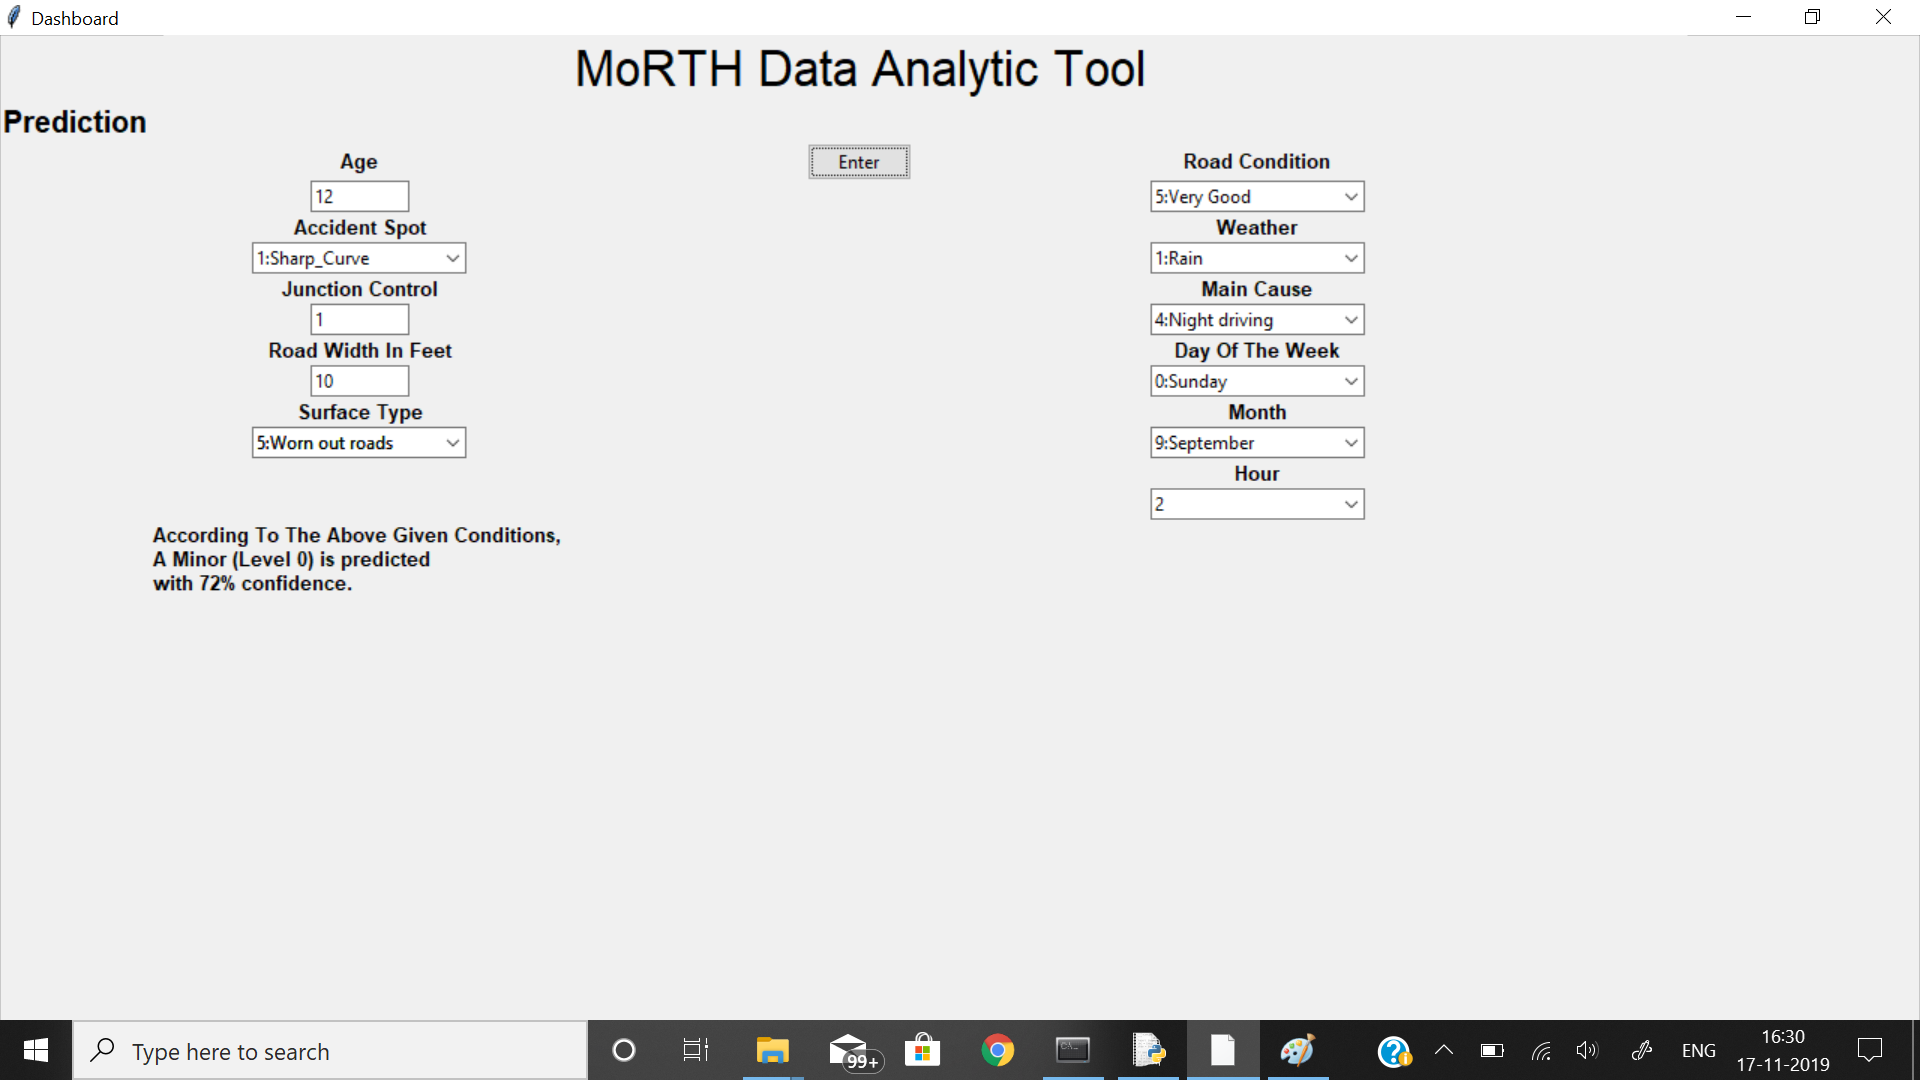 Dashboard
MoRTH Data Analytic Tool
Prediction
Age
12
Accident Spot
1:Sharp_Curve
Junction Control
1
Road Width In Feet
10
Surface Type
5:Worn out roads
Enter
Road Condition
5:Very Good
Weather
1:Rain
Main Cause
4:Night driving
Day Of The Week
0:Sunday
Month
9:September
Hour
2
According To The Above Given Conditions,
A Minor (Level 0) is predicted
with 72% confidence.
Type here to search
99+
ENG
16:30
17-11-2019